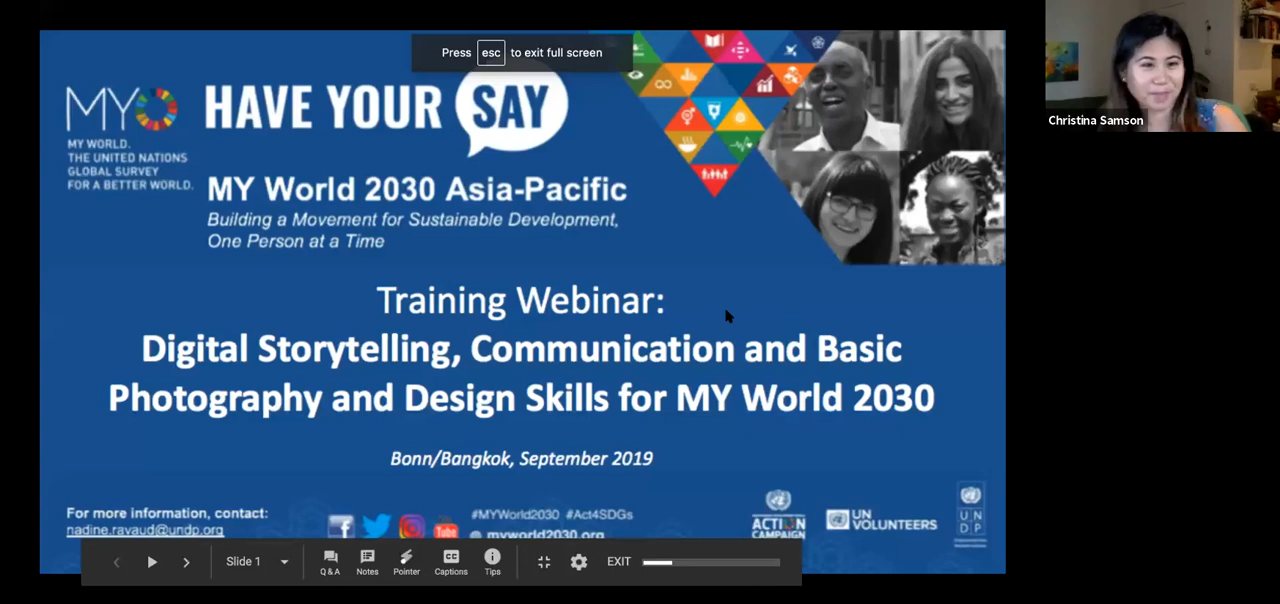 Press esc to exit full screen
MY
HAVE YOUR SAY
MY WORLD.
THE UNITED NATIONS
GLOBAL SURVEY
FOR A BETTER WORLD.
MY World 2030 Asia-Pacific
Building a Movement for Sustainable Development,
One Person at a Time
Christina Samson
Training Webinar:
Digital Storytelling, Communication and Basic
Photography and Design Skills for MY World 2030
Bonn/Bangkok, September 2019
For more information, contact:
nadine.ravaud@undp.org
You
Tube
#MYWorld2030 #Act4SDGs
myworld2030.org
ACTION
CAMPAIGN
UN
VOLUNTEERS
U N
D P
Slide 1
Q & A
Notes
Pointer
CC
Captions
Tips
EXIT